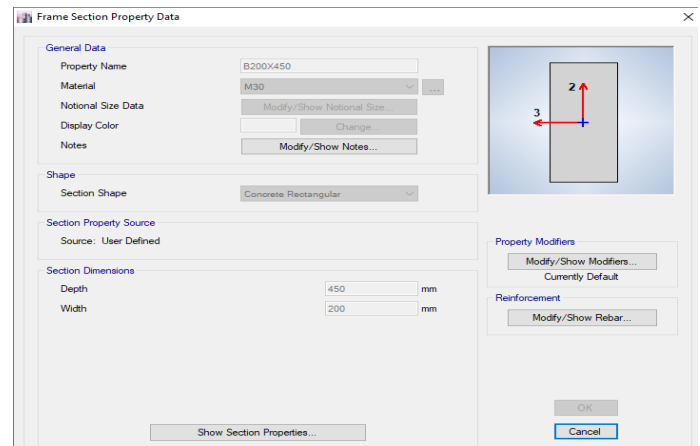 Frame Section Property Data
General Data
Property Name B200X450
Material M30 ...
Notional Size Data Modify/Show Notional Size...
Display Color Change...
Notes Modify/Show Notes...
Shape
Section Shape Concrete Rectangular
Section Property Source
Source: User Defined
Section Dimensions
Depth 450 mm
Width 200 mm
Show Section Properties...
2
3
Property Modifiers
Modify/Show Modifiers...
Currently Default
Reinforcement
Modify/Show Rebar...
OK
Cancel